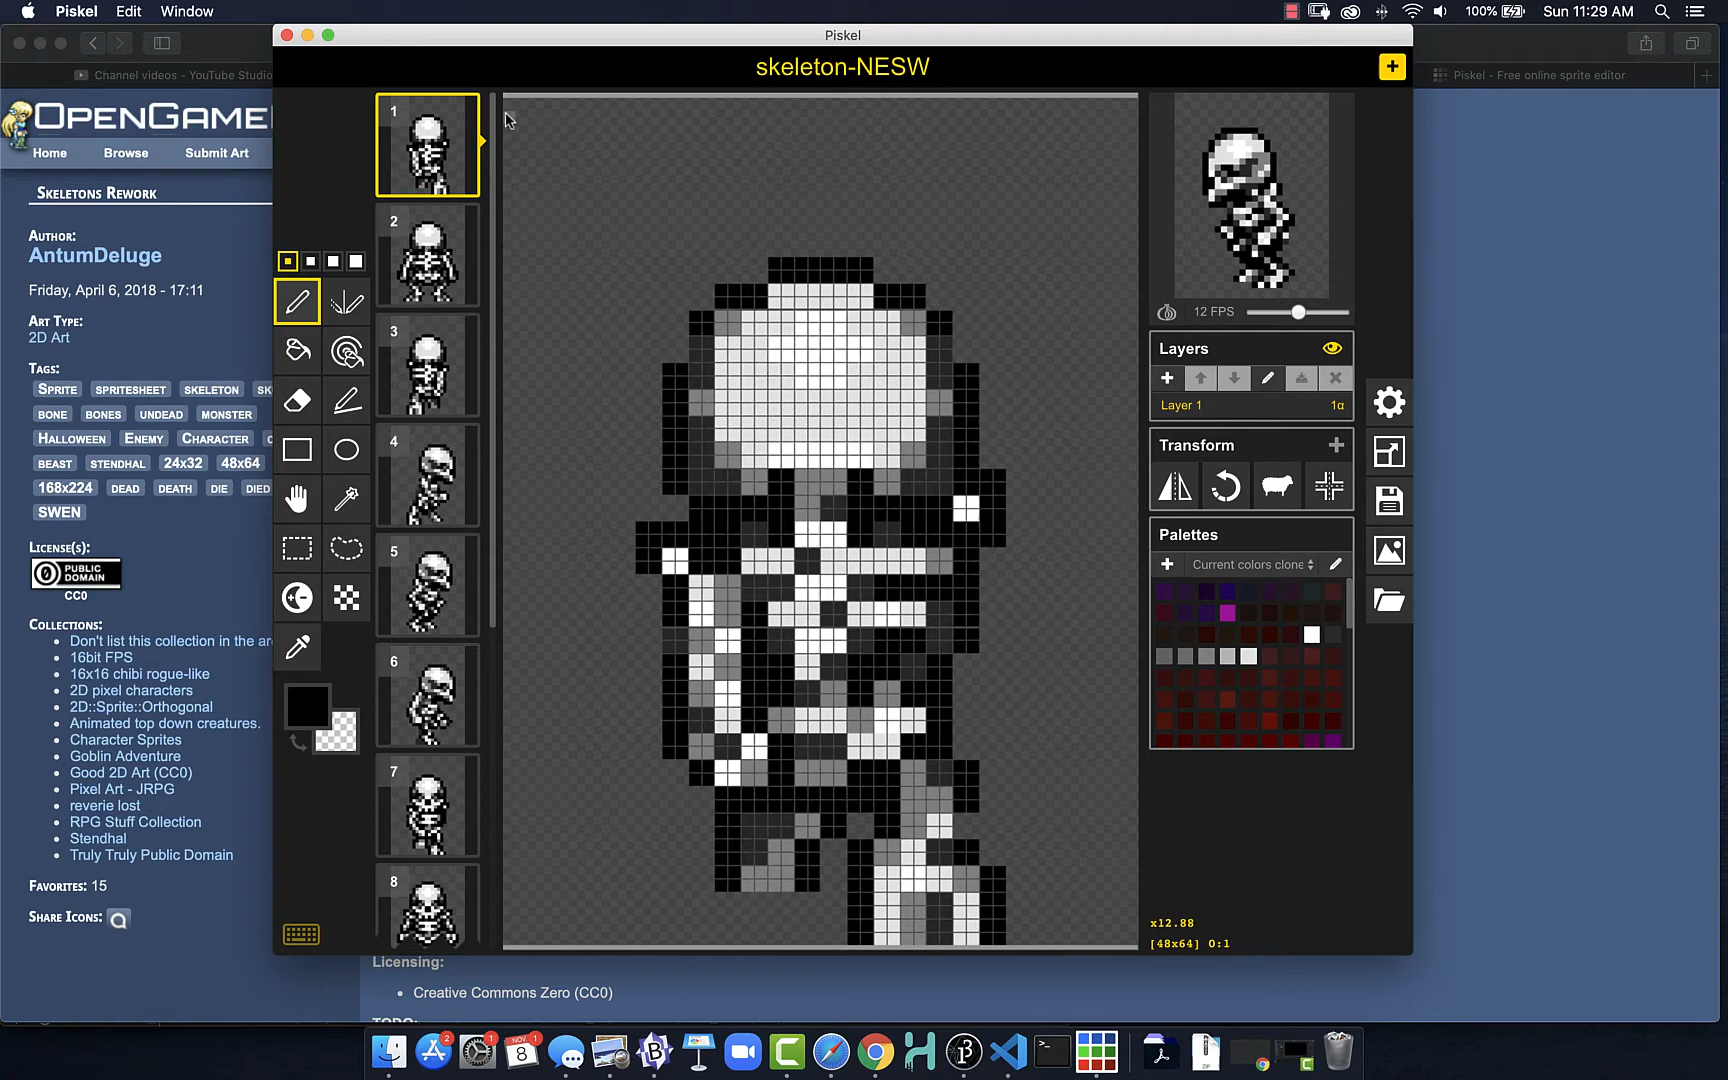 Piskel Edit Window
100% Sun 11:29 AM
Piskel
Channel videos - YouTube Studio
Piskel - Free online sprite editor
skeleton-NESW
OPENGAME
Home Browse Submit Art
Skeletons Rework
Author:
AntumDeluge
Friday, April 6, 2018 - 17:11
Art Type:
2D Art
Tags:
Sprite spritesheet skeleton sk
bone bones undead monster
Halloween Enemy Character c
beast stendhal 24x32 48x64
168x224 dead death die died
SWEN
License(s):
PUBLIC DOMAIN
CC0
Collections:
Don't list this collection in the ar
16bit FPS
16x16 chibi rogue-like
2D pixel characters
2D::Sprite::Orthogonal
Animated top down creatures.
Character Sprites
Goblin Adventure
Good 2D Art (CC0)
Pixel Art - JRPG
reverie lost
RPG Stuff Collection
Stendhal
Truly Truly Public Domain
Favorites: 15
Share Icons:
1
2
3
4
5
6
7
8
12 FPS
Layers
Layer 1 1α
Transform
Palettes
Current colors clone
x12.88
[48x64] 0:1
Licensing:
Creative Commons Zero (CC0)
2
1
NOV 8
1
ZIP